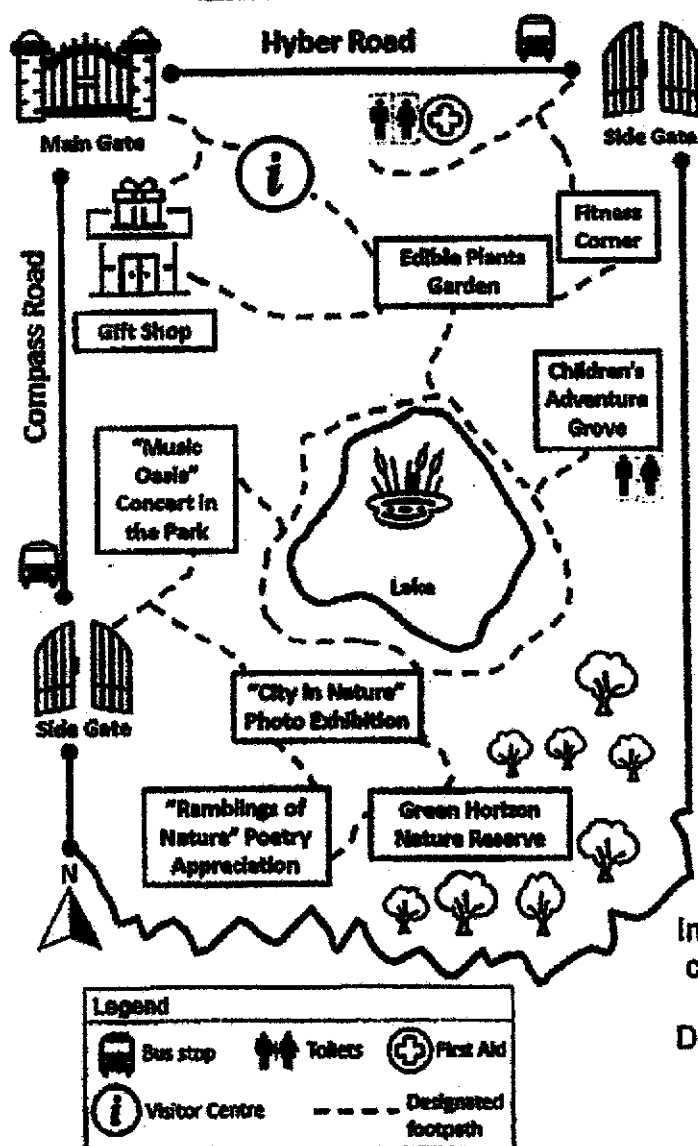 Hyber Road
Main Gate
Side Gate
i
Fitness
Corner
Edible Plants
Garden
Compass Road
Gift Shop
Children's
Adventure
Grove
"Music
Oasis"
Concert in
the Park
Lake
Side Gate
"City in Nature"
Photo Exhibition
"Ramblings of
Nature" Poetry
Appreciation
Green Horizon
Nature Reserve
N
In
c
D
Legend
Bus stop
Toilets
First Aid
i
Visitor Centre
Designated
footpath